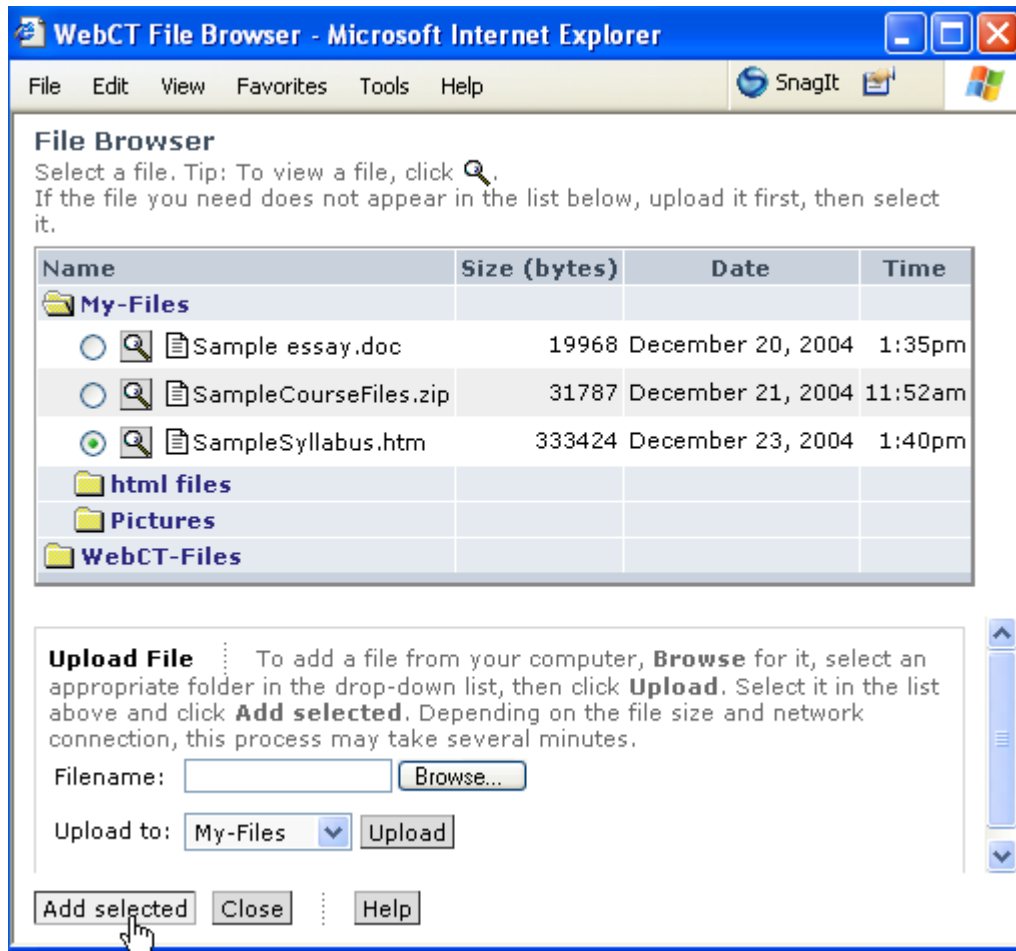 WebCT File Browser - Microsoft Internet Explorer
File Edit View Favorites Tools Help SnagIt
File Browser
Select a file. Tip: To view a file, click .
If the file you need does not appear in the list below, upload it first, then select
it.
Name Size (bytes) Date Time
My-Files
Sample essay.doc 19968 December 20, 2004 1:35pm
SampleCourseFiles.zip 31787 December 21, 2004 11:52am
SampleSyllabus.htm 333424 December 23, 2004 1:40pm
html files
Pictures
WebCT-Files
Upload File To add a file from your computer, Browse for it, select an
appropriate folder in the drop-down list, then click Upload. Select it in the list
above and click Add selected. Depending on the file size and network
connection, this process may take several minutes.
Filename: Browse...
Upload to: My-Files Upload
Add selected Close Help